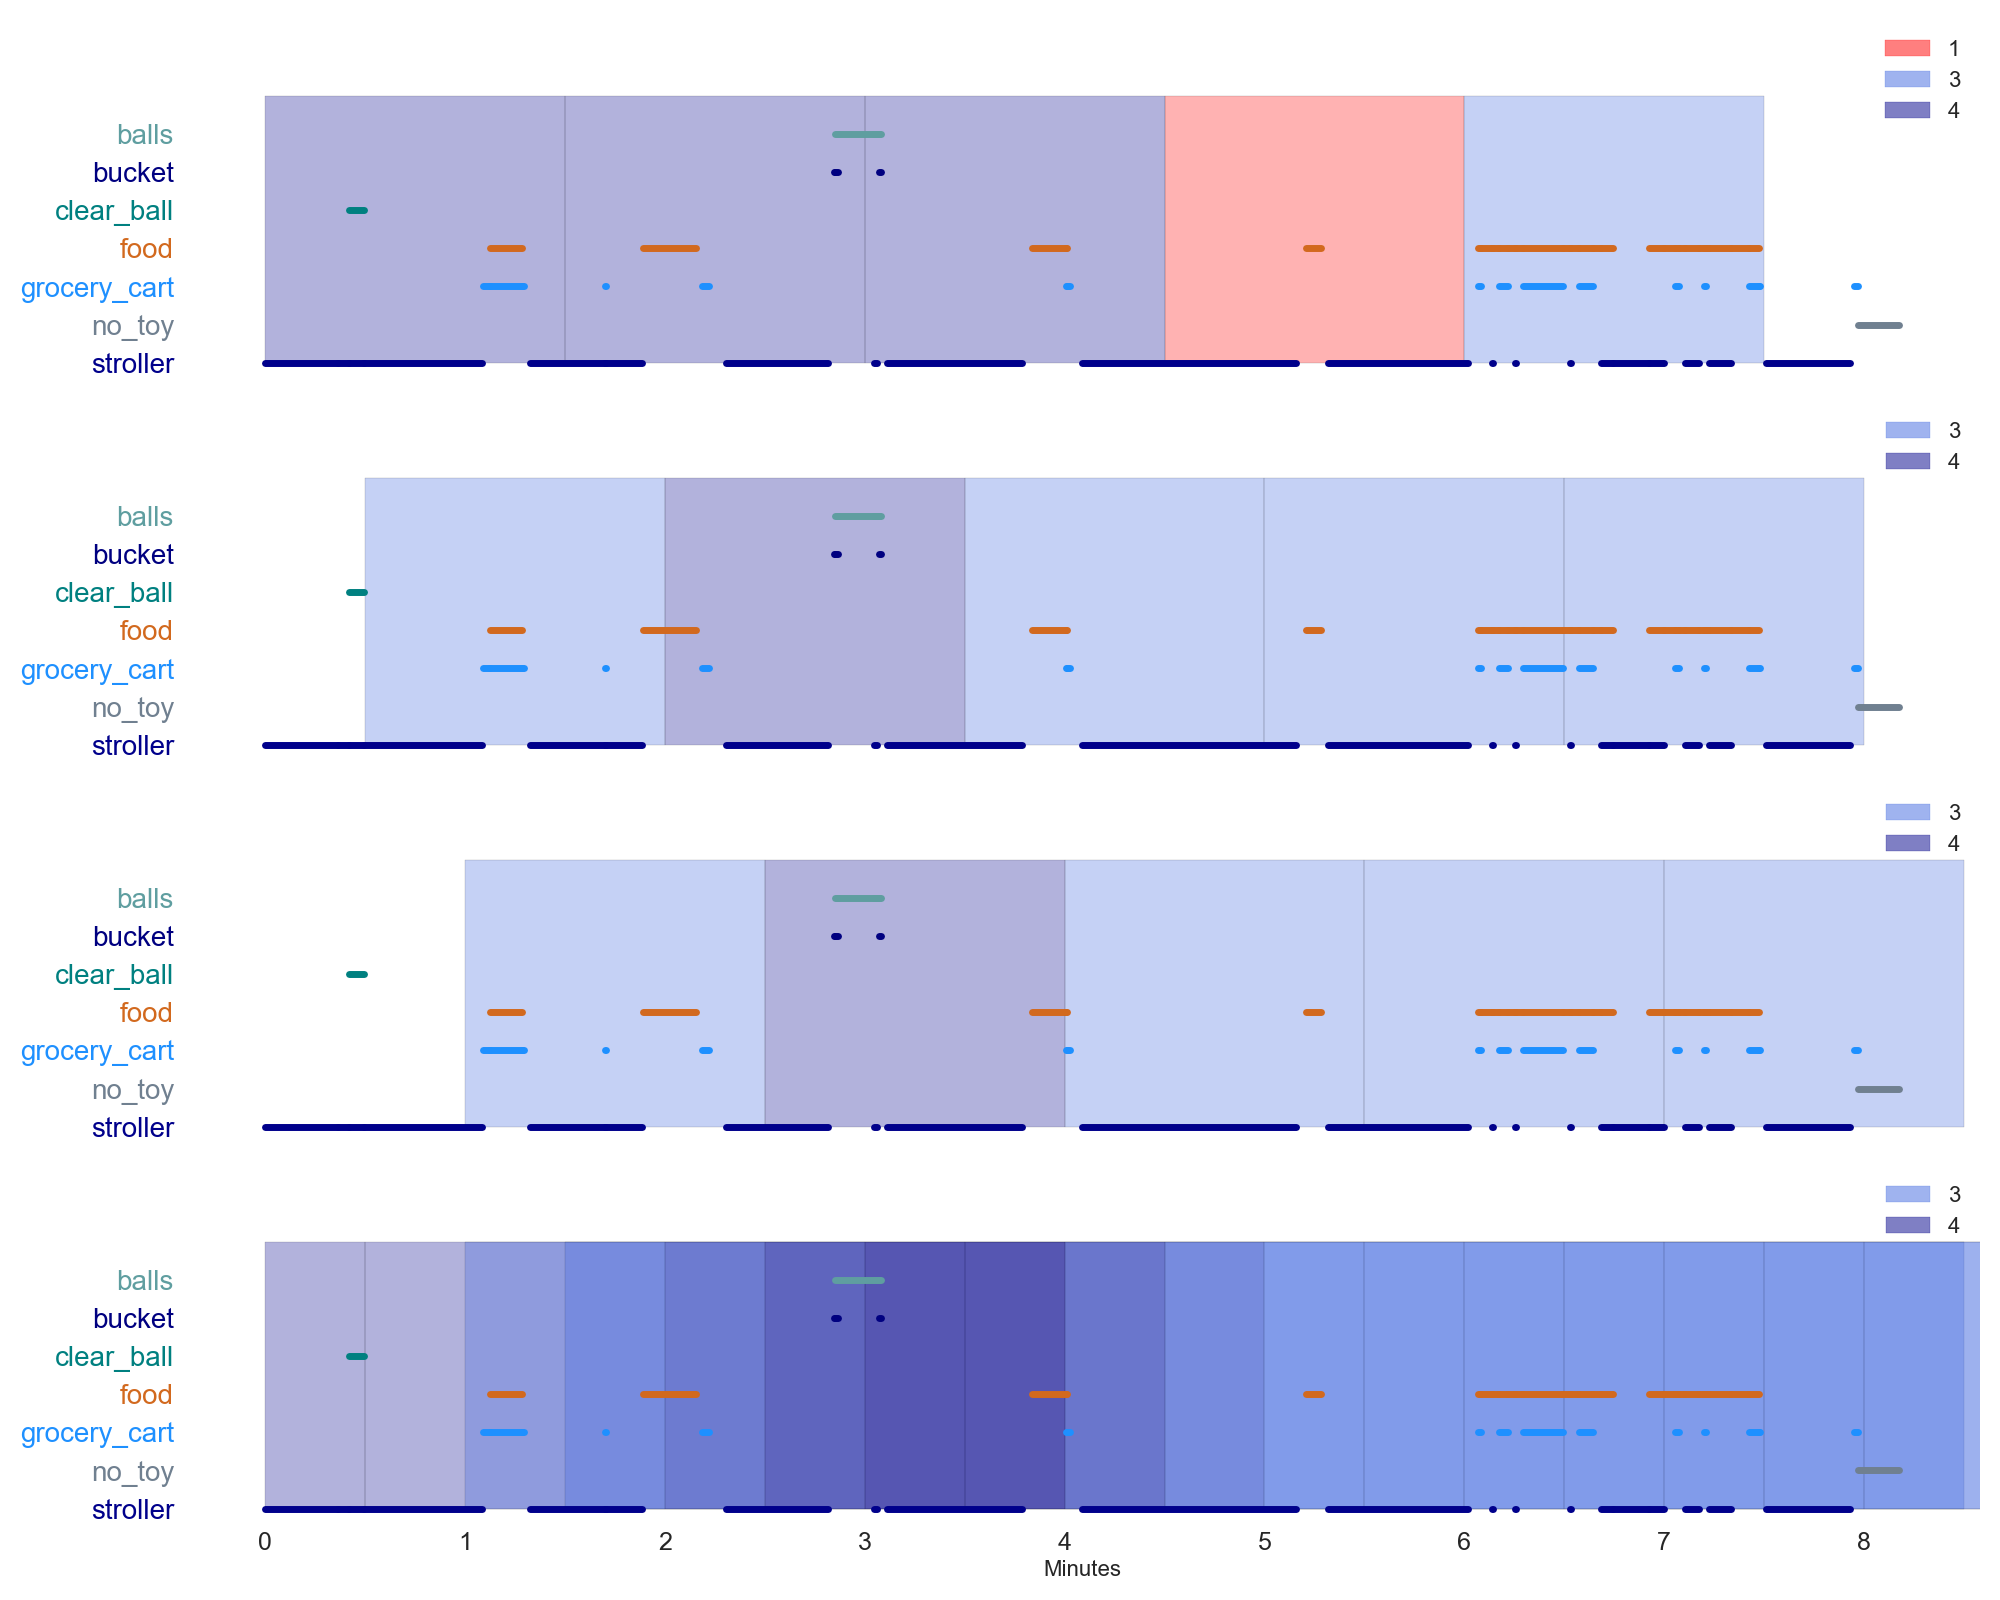 1
3
4
balls
bucket
clear_ball
food
grocery_cart
no_toy
stroller
3
4
balls
bucket
clear_ball
food
grocery_cart
no_toy
stroller
3
4
balls
bucket
clear_ball
food
grocery_cart
no_toy
stroller
3
4
balls
bucket
clear_ball
food
grocery_cart
no_toy
stroller
0 1 2 3 4 5 6 7 8
Minutes